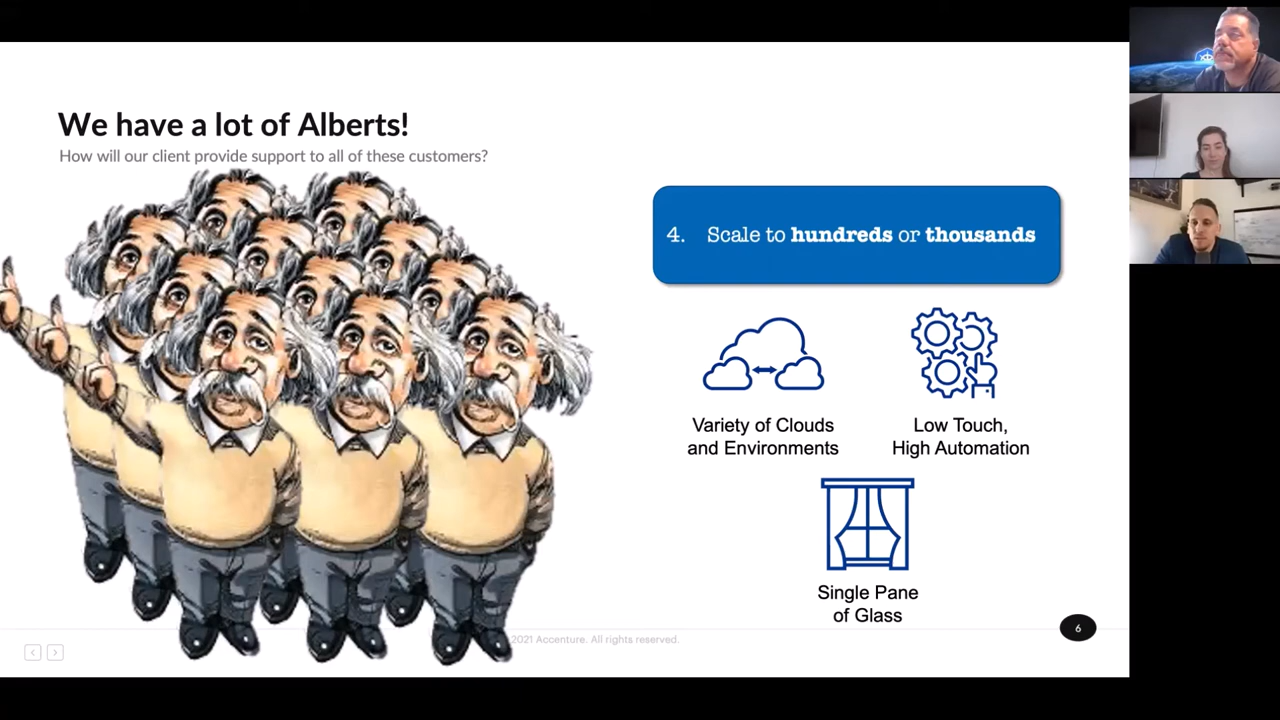 We have a lot of Alberts!
How will our client provide support to all of these customers?
4. Scale to hundreds or thousands
Variety of Clouds
and Environments
Low Touch,
High Automation
Single Pane
of Glass
2021 Accenture. All rights reserved.
6